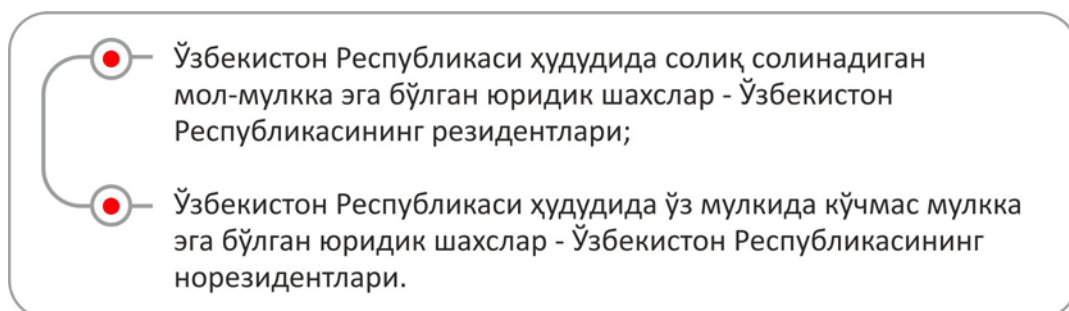 Ўзбекистон Республикаси ҳудудида солиқ солинадиган
мол-мулкка эга бўлган юридик шахслар - Ўзбекистон
Республикасининг резидентлари;
Ўзбекистон Республикаси ҳудудида ўз мулкида кўчмас мулкка
эга бўлган юридик шахслар - Ўзбекистон Республикасининг
норезидентлари.